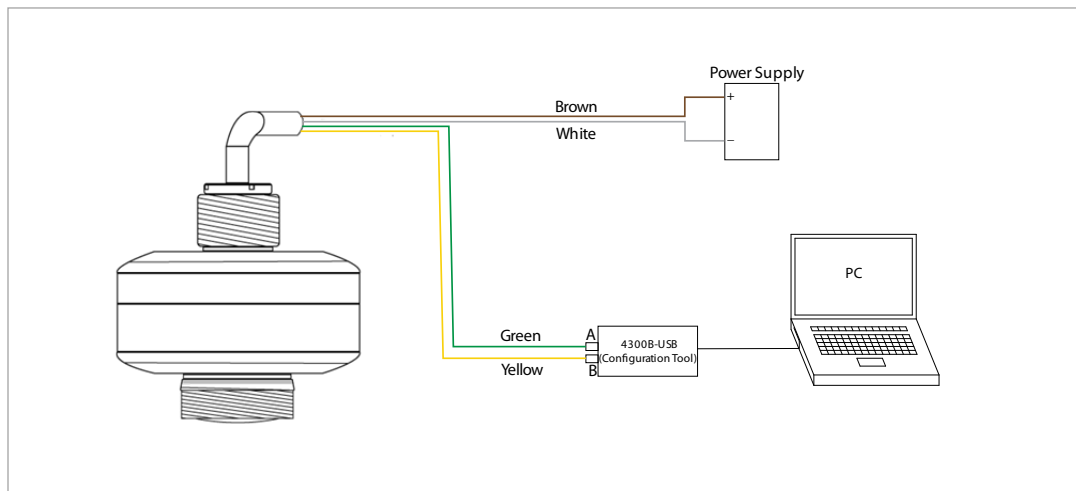 Power Supply
+
Brown
White
−
PC
Green
A
4300B-USB
(Configuration Tool)
Yellow
B